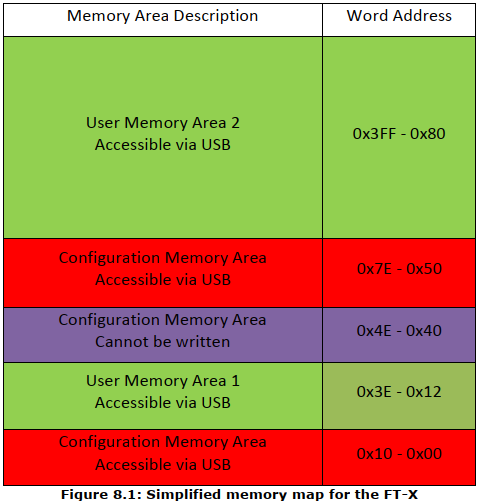 Memory Area Description Word Address
User Memory Area 2
Accessible via USB
0x3FF - 0x80
Configuration Memory Area
Accessible via USB
0x7E - 0x50
Configuration Memory Area
Cannot be written
0x4E - 0x40
User Memory Area 1
Accessible via USB
0x3E - 0x12
Configuration Memory Area
Accessible via USB
0x10 - 0x00
Figure 8.1: Simplified memory map for the FT-X